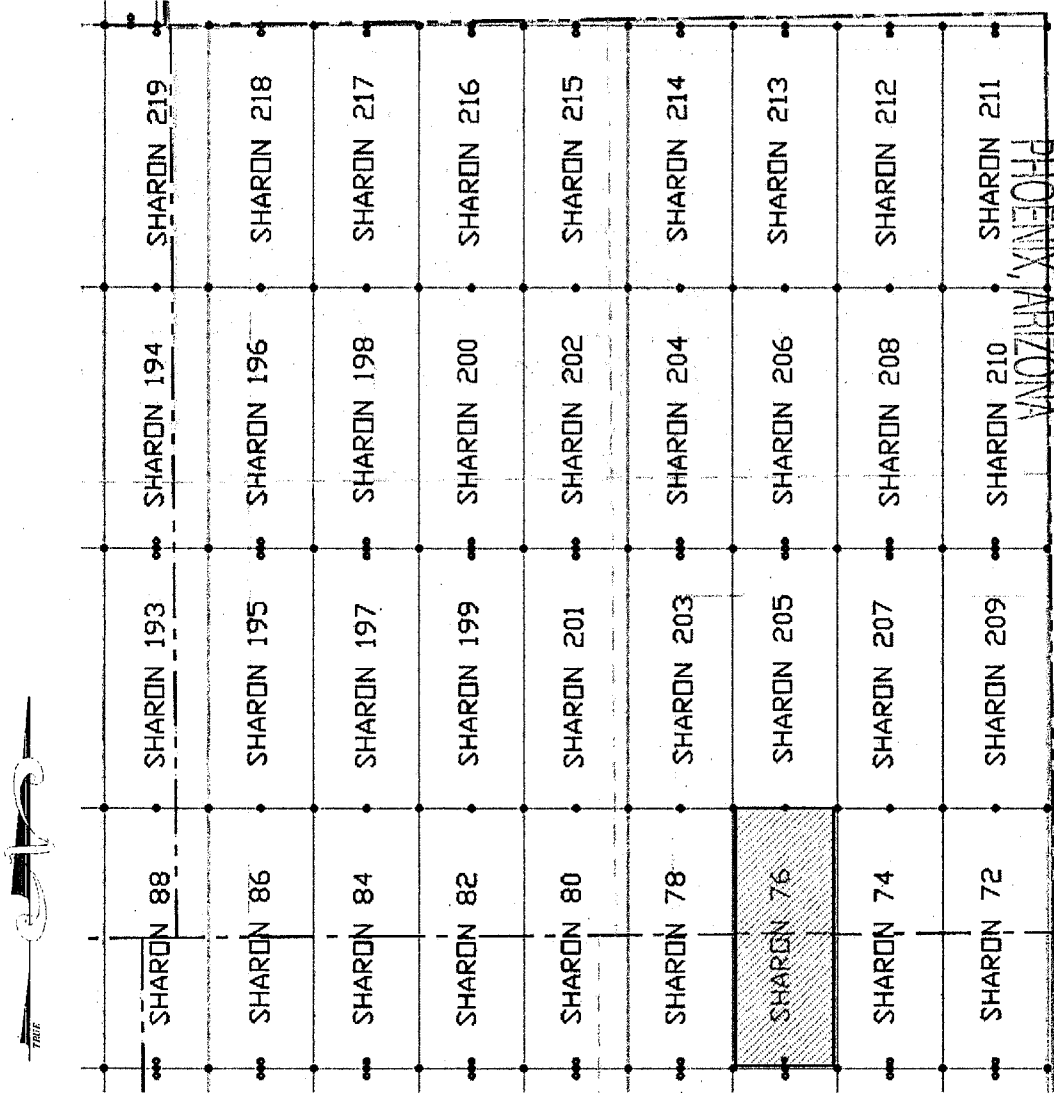 SHARON 219
SHARON 218
SHARON 217
SHARON 216
SHARON 215
SHARON 214
SHARON 213
SHARON 212
SHARON 211
PHOENIX, ARIZONA
SHARON 194
SHARON 196
SHARON 198
SHARON 200
SHARON 202
SHARON 204
SHARON 206
SHARON 208
SHARON 210
SHARON 193
SHARON 195
SHARON 197
SHARON 199
SHARON 201
SHARON 203
SHARON 205
SHARON 207
SHARON 209
SHARON 88
SHARON 86
SHARON 84
SHARON 82
SHARON 80
SHARON 78
SHARON 76
SHARON 74
SHARON 72
TRUE